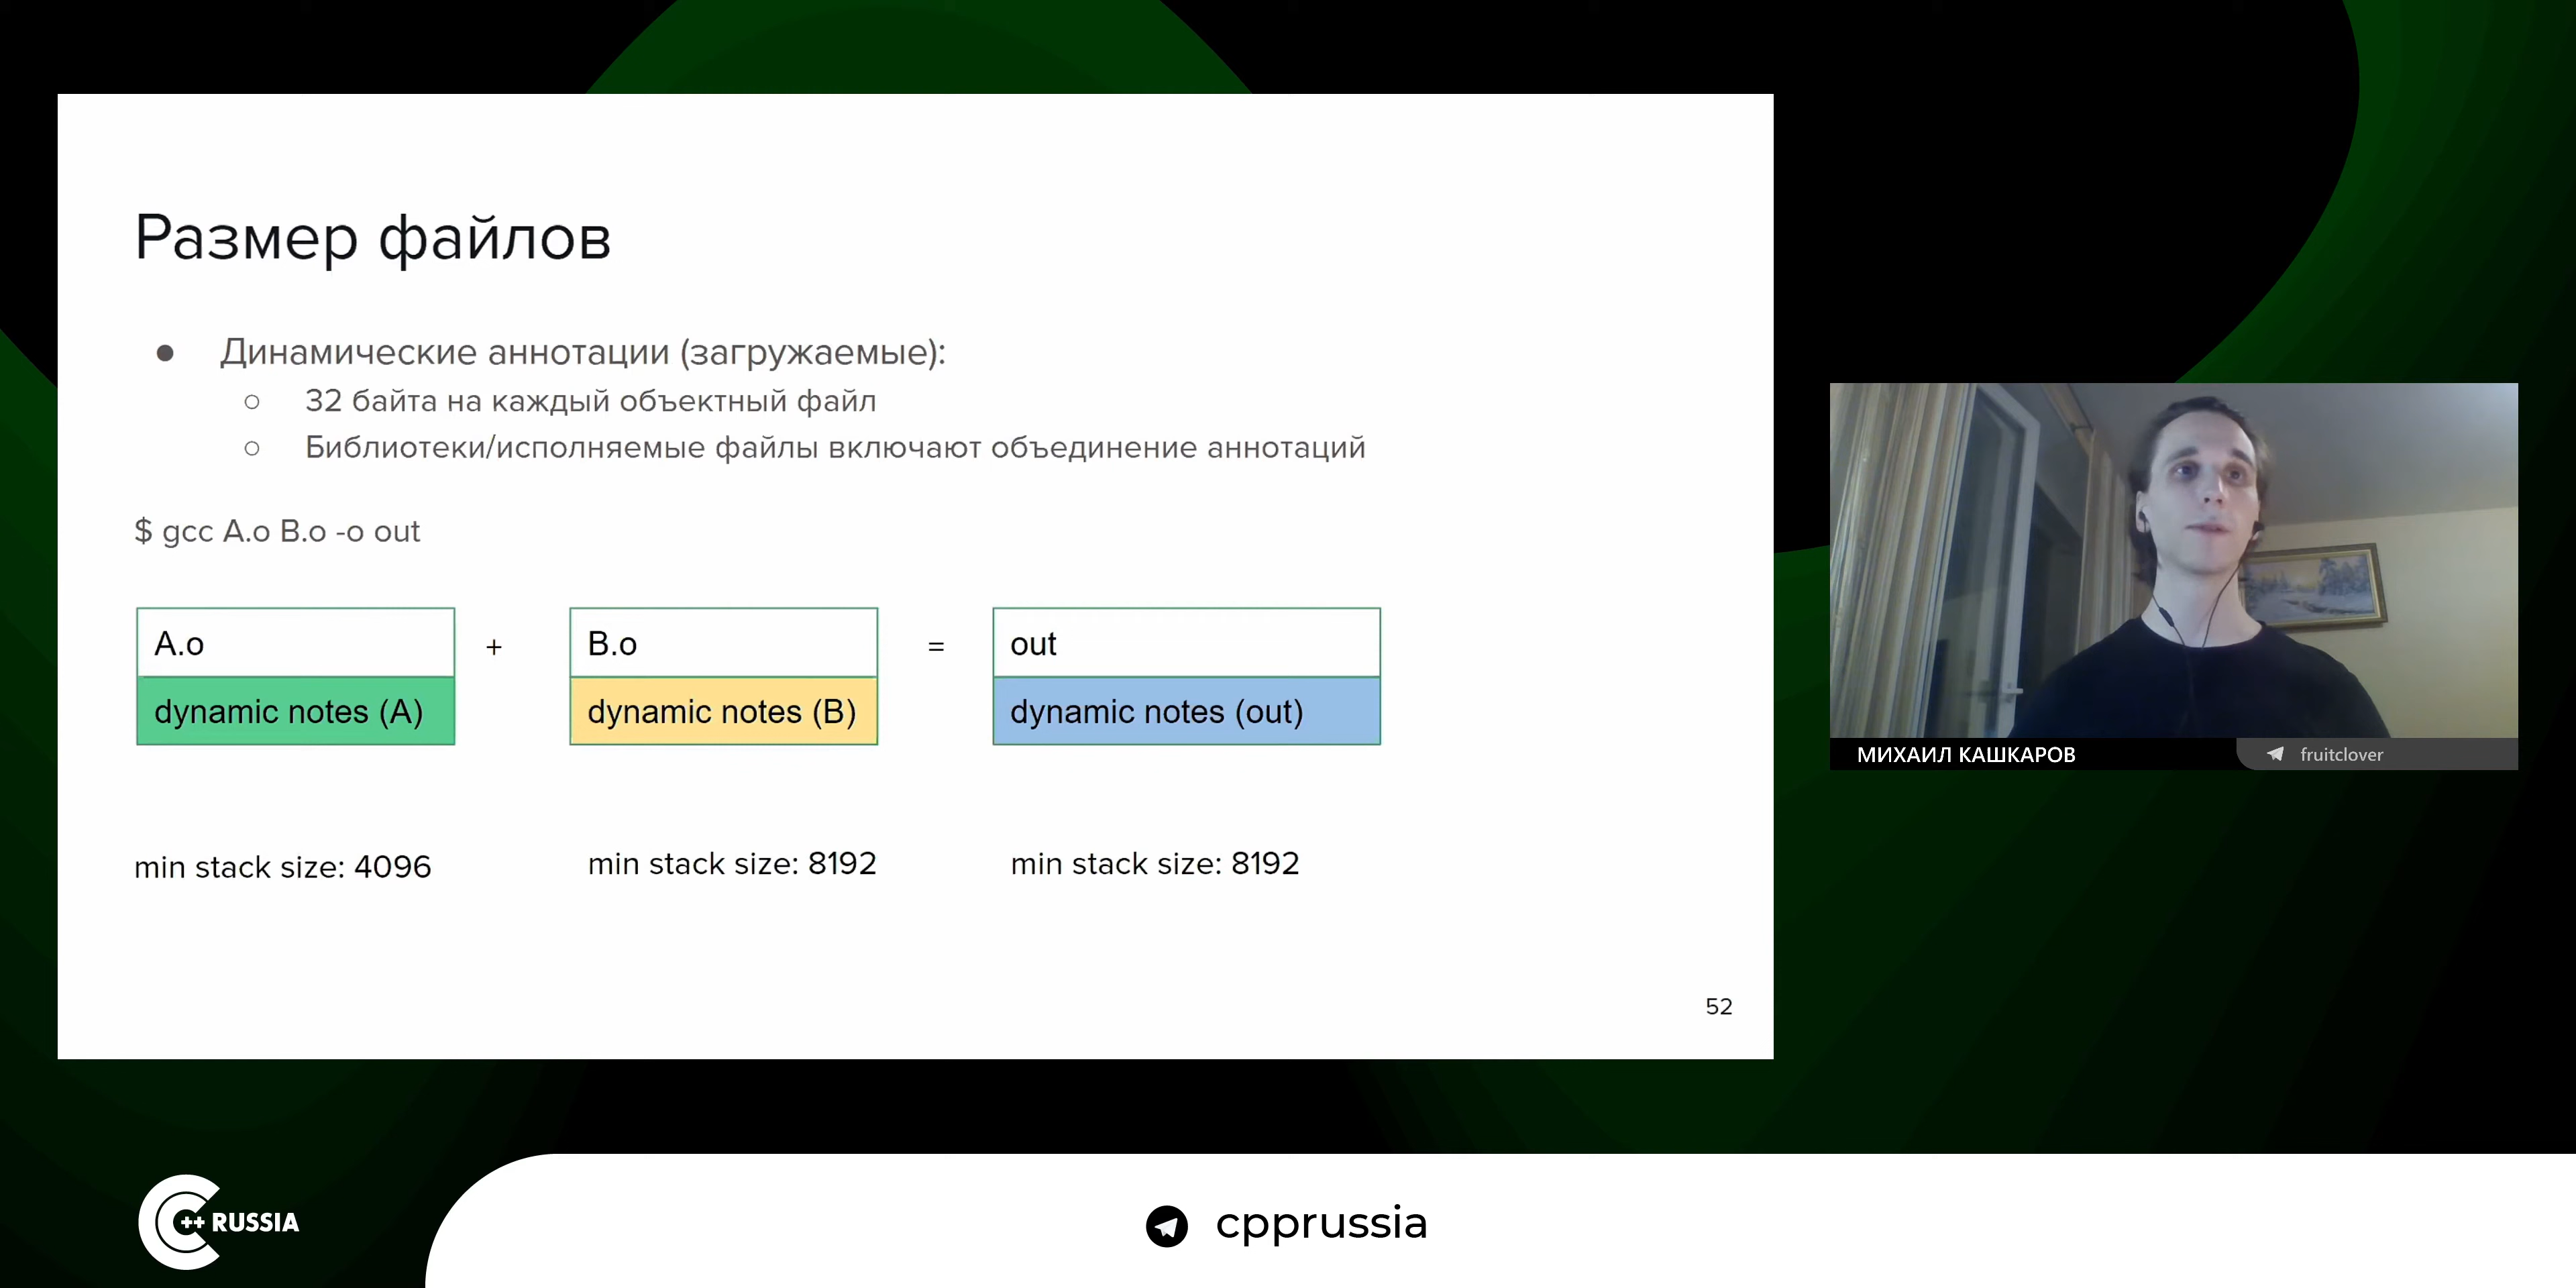 Размер файлов
● Динамические аннотации (загружаемые):
○ 32 байта на каждый объектный файл
○ Библиотеки/исполняемые файлы включают объединение аннотаций
$ gcc A.o B.o -o out
A.o + B.o = out
dynamic notes (A) dynamic notes (B) dynamic notes (out)
min stack size: 4096 min stack size: 8192 min stack size: 8192
52
МИХАИЛ КАШКАРОВ fruitclover
C++ RUSSIA
cpprussia